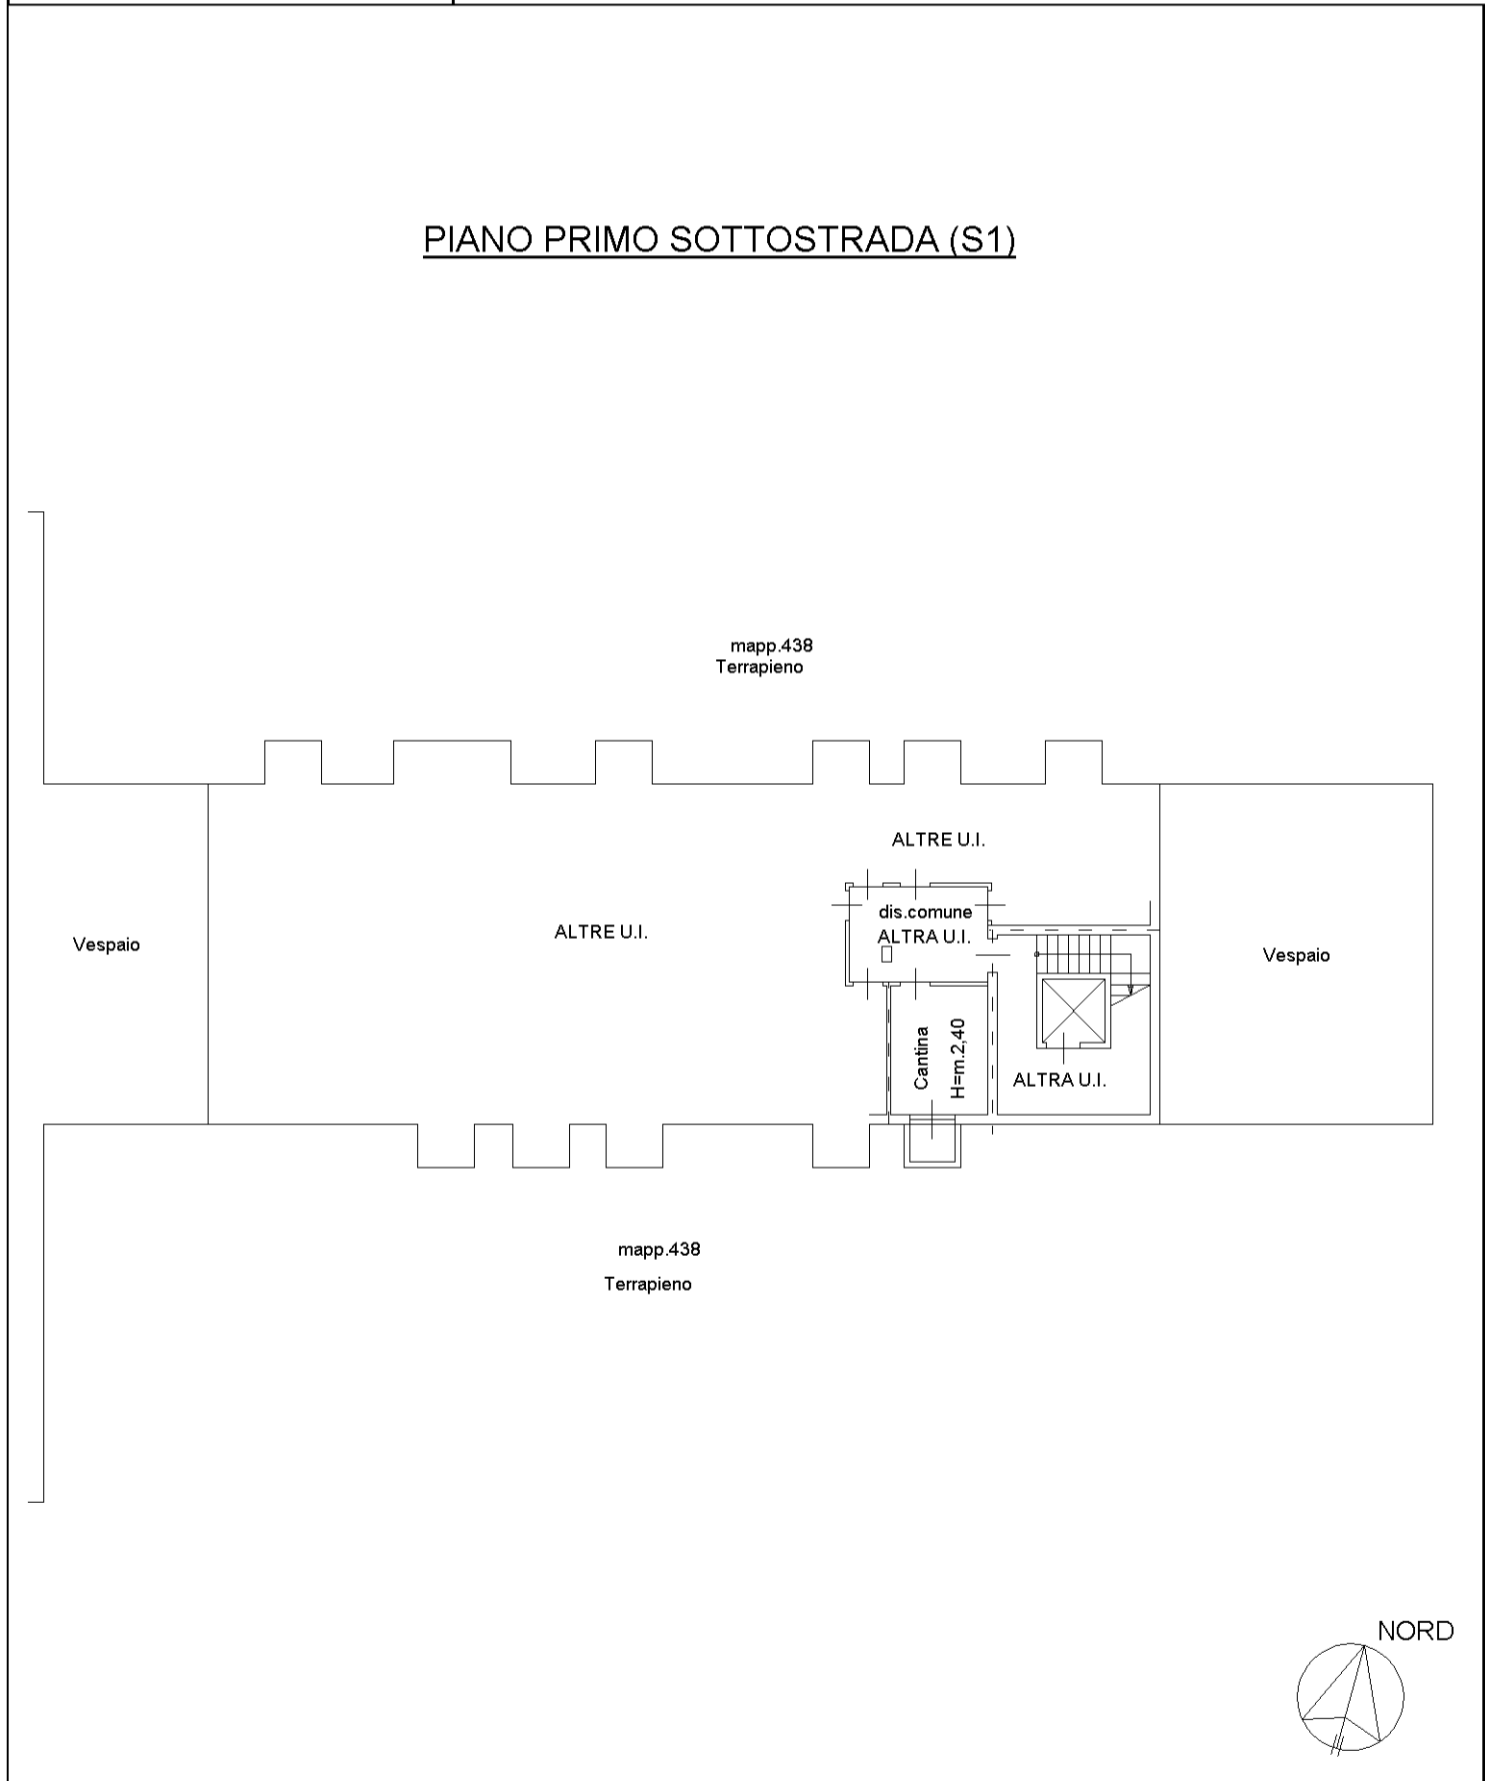 PIANO PRIMO SOTTOSTRADA (S1)
mapp.438
Terrapieno
ALTRE U.I.
dis.comune
ALTRA U.I.
ALTRE U.I.
Vespaio
Vespaio
Cantina
H=m.2,40
ALTRA U.I.
mapp.438
Terrapieno
NORD